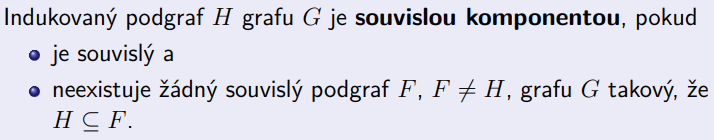 Indukovaný podgraf H grafu G je souvislou komponentou, pokud
je souvislý a
neexistuje žádný souvislý podgraf F, F ≠ H, grafu G takový, že
H ⊆ F.